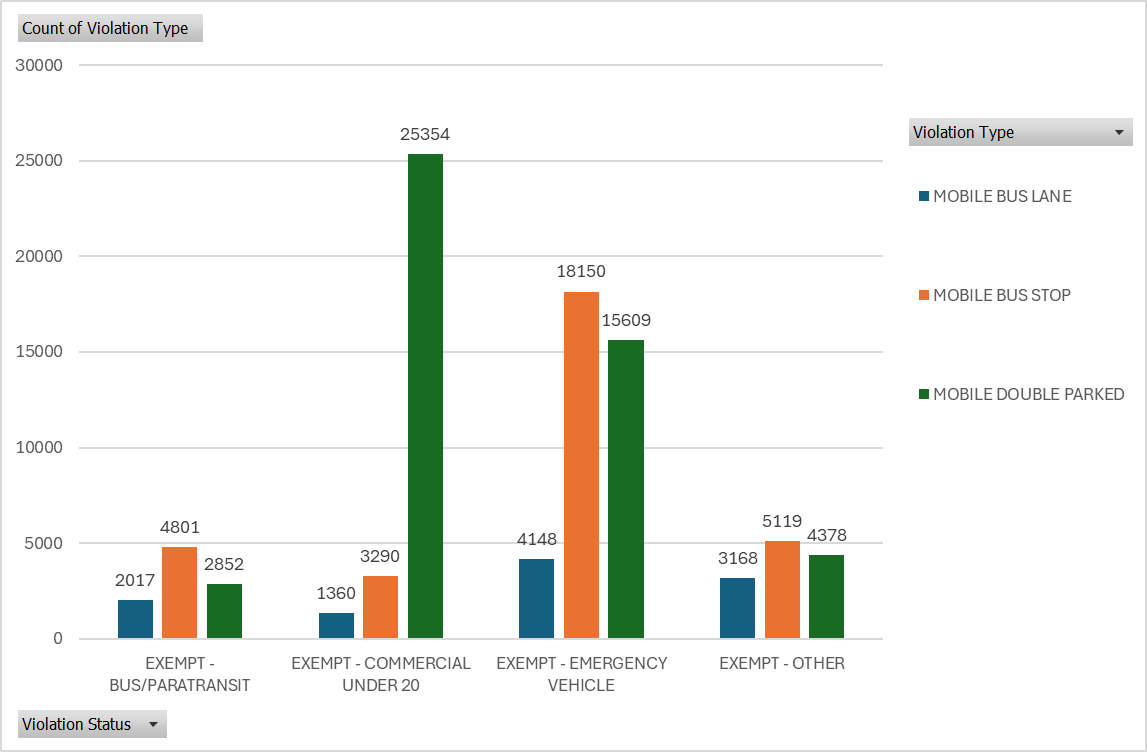 Count of Violation Type
30000
25000
20000
15000
10000
5000
0
2017
4801
2852
1360
3290
25354
4148
18150
15609
3168
5119
4378
EXEMPT -
BUS/PARATRANSIT
EXEMPT - COMMERCIAL
UNDER 20
EXEMPT - EMERGENCY
VEHICLE
EXEMPT - OTHER
Violation Type
MOBILE BUS LANE
MOBILE BUS STOP
MOBILE DOUBLE PARKED
Violation Status